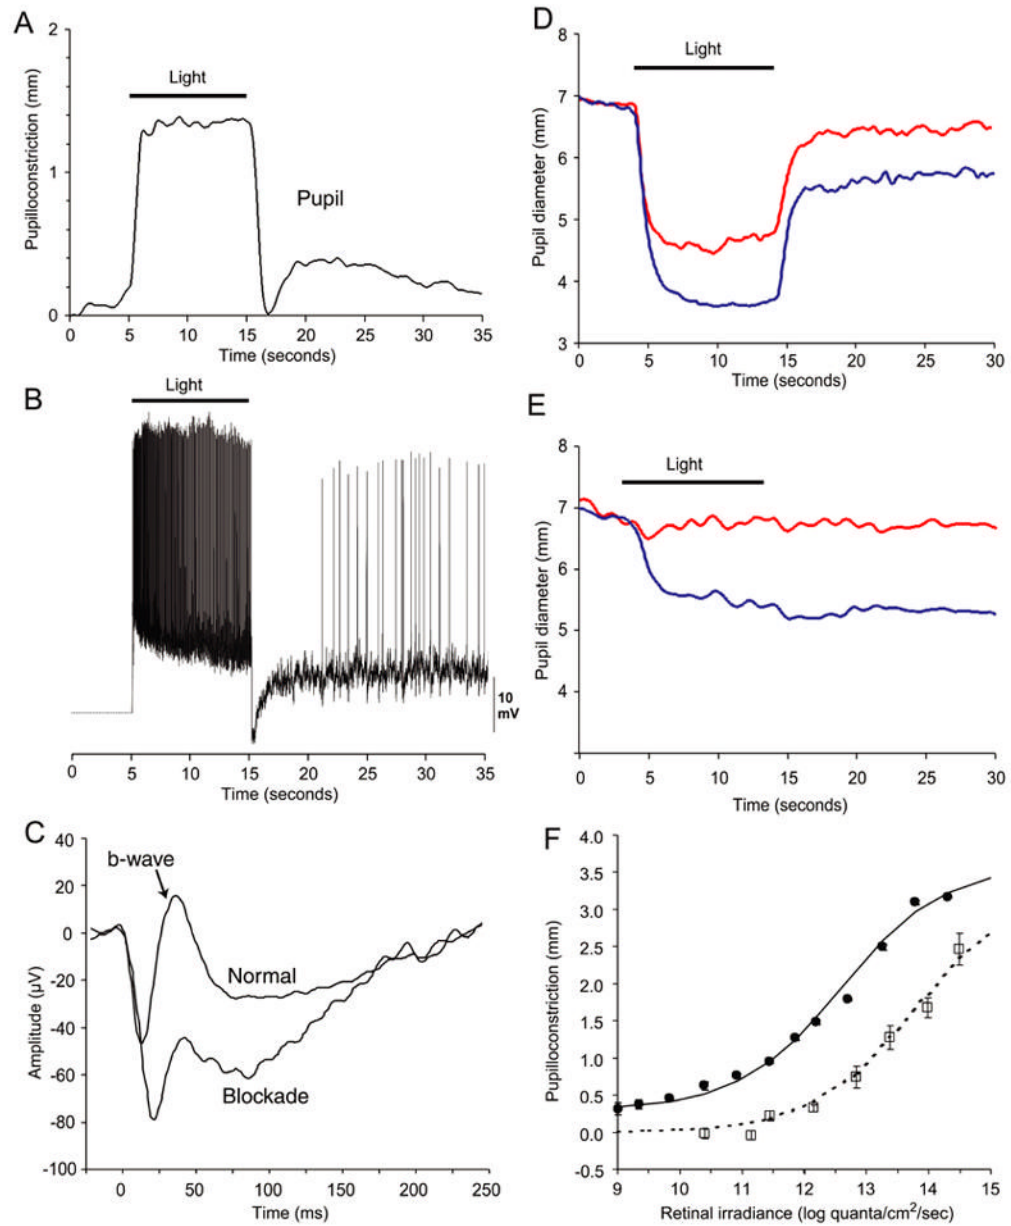 A
Pupilloconstriction (mm)
2
1
0
Light
Pupil
0 5 10 15 20 25 30 35
Time (seconds)
B
Light
10
mV
0 5 10 15 20 25 30 35
Time (seconds)
C
Amplitude (µV)
40
20
0
-20
-40
-60
-80
-100
b-wave
Normal
Blockade
0 50 100 150 200 250
Time (ms)
D
Pupil diameter (mm)
8
7
6
5
4
3
Light
0 5 10 15 20 25 30
Time (seconds)
E
Pupil diameter (mm)
8
7
6
5
4
Light
0 5 10 15 20 25 30
Time (seconds)
F
Pupilloconstriction (mm)
4.0
3.5
3.0
2.5
2.0
1.5
1.0
0.5
0.0
-0.5
9 10 11 12 13 14 15
Retinal irradiance (log quanta/cm²/sec)